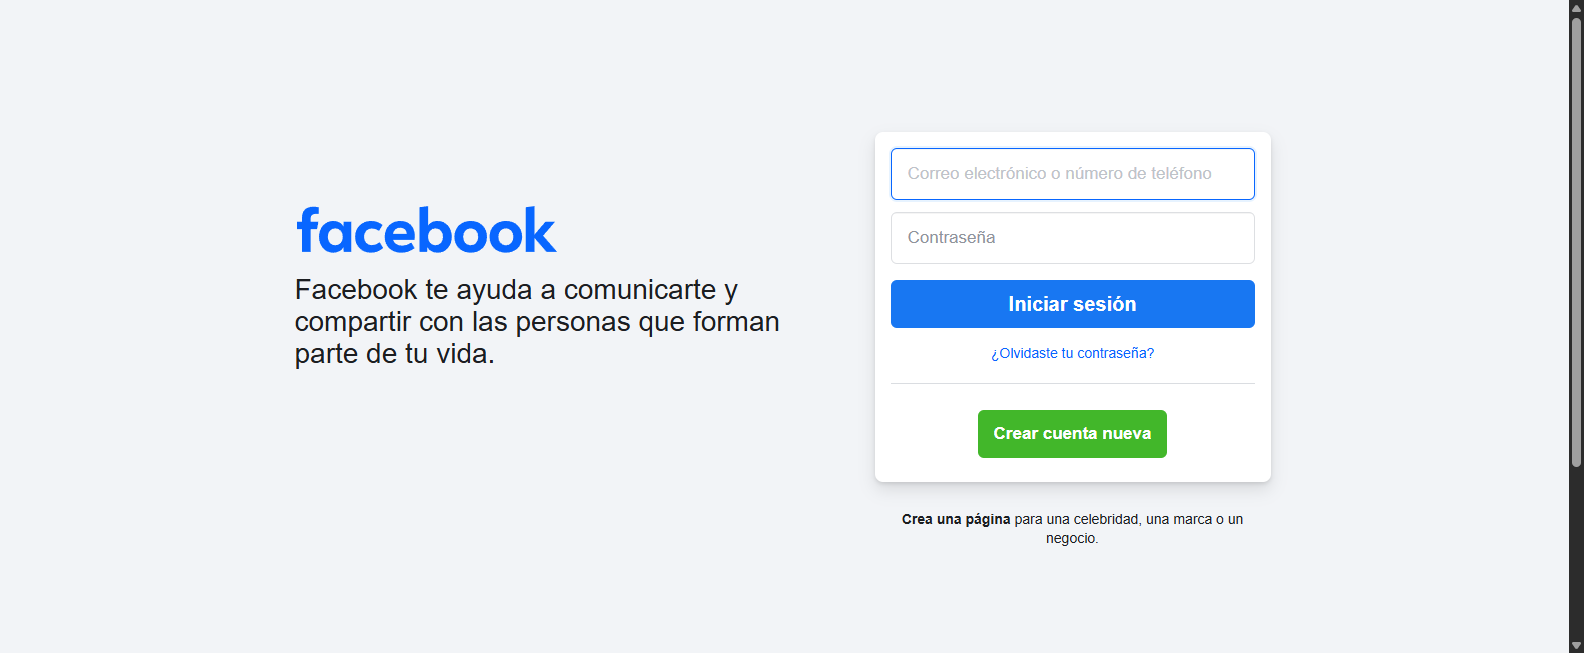 facebook
Facebook te ayuda a comunicarte y
compartir con las personas que forman
parte de tu vida.
Correo electrónico o número de teléfono
Contraseña
Iniciar sesión
¿Olvidaste tu contraseña?
Crear cuenta nueva
Crea una página para una celebridad, una marca o un
negocio.